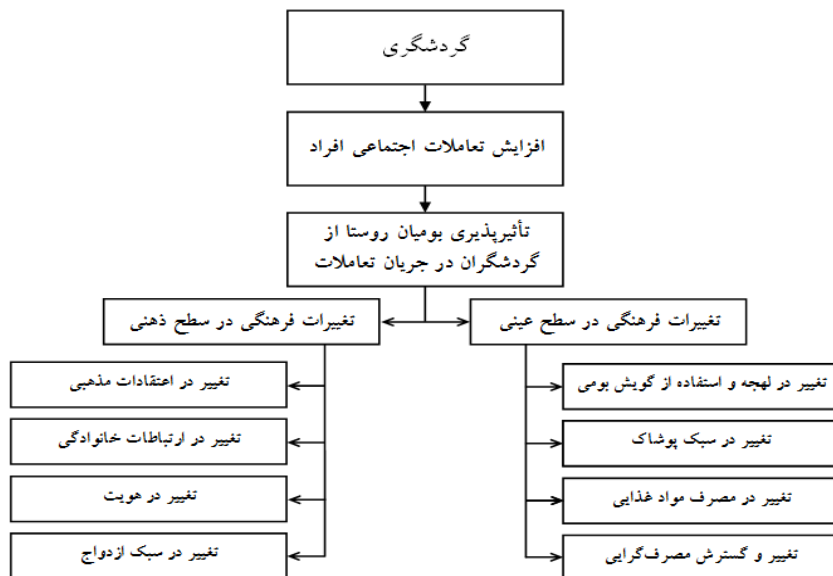 گردشگری
افزایش تعاملات اجتماعی افراد
تأثیرپذیری بومیان روستا از
گردشگران در جریان تعاملات
تغییرات فرهنگی در سطح عینی
تغییر در لهجه و استفاده از گویش بومی
تغییر در سبک پوشاک
تغییر در مصرف مواد غذایی
تغییر و گسترش مصرف‌گرایی
تغییرات فرهنگی در سطح ذهنی
تغییر در اعتقادات مذهبی
تغییر در ارتباطات خانوادگی
تغییر در هویت
تغییر در سبک ازدواج